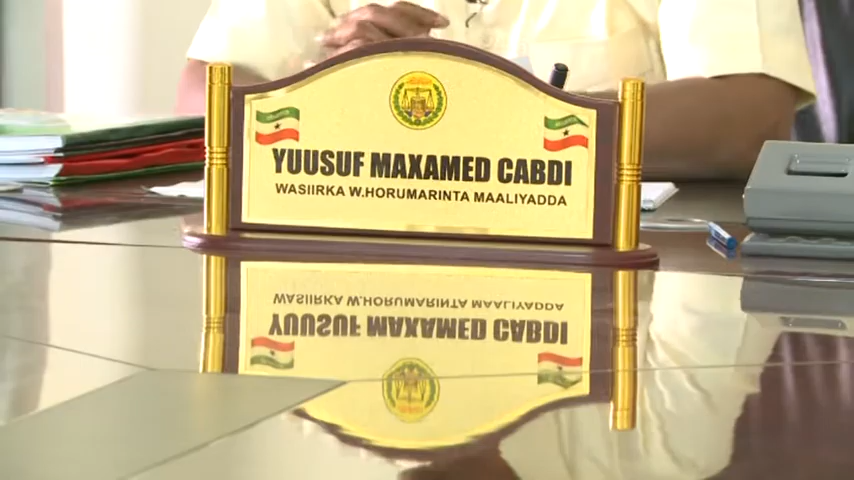 YUUSUF MAXAMED CABDI
WASIIRKA W.HORUMARINTA MAALIYADDA